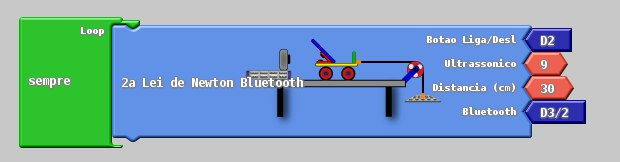 Loop
sempre
2a Lei de Newton Bluetooth
Botao Liga/Desl D2
Ultrassonico 9
Distancia (cm) 30
Bluetooth D3/2